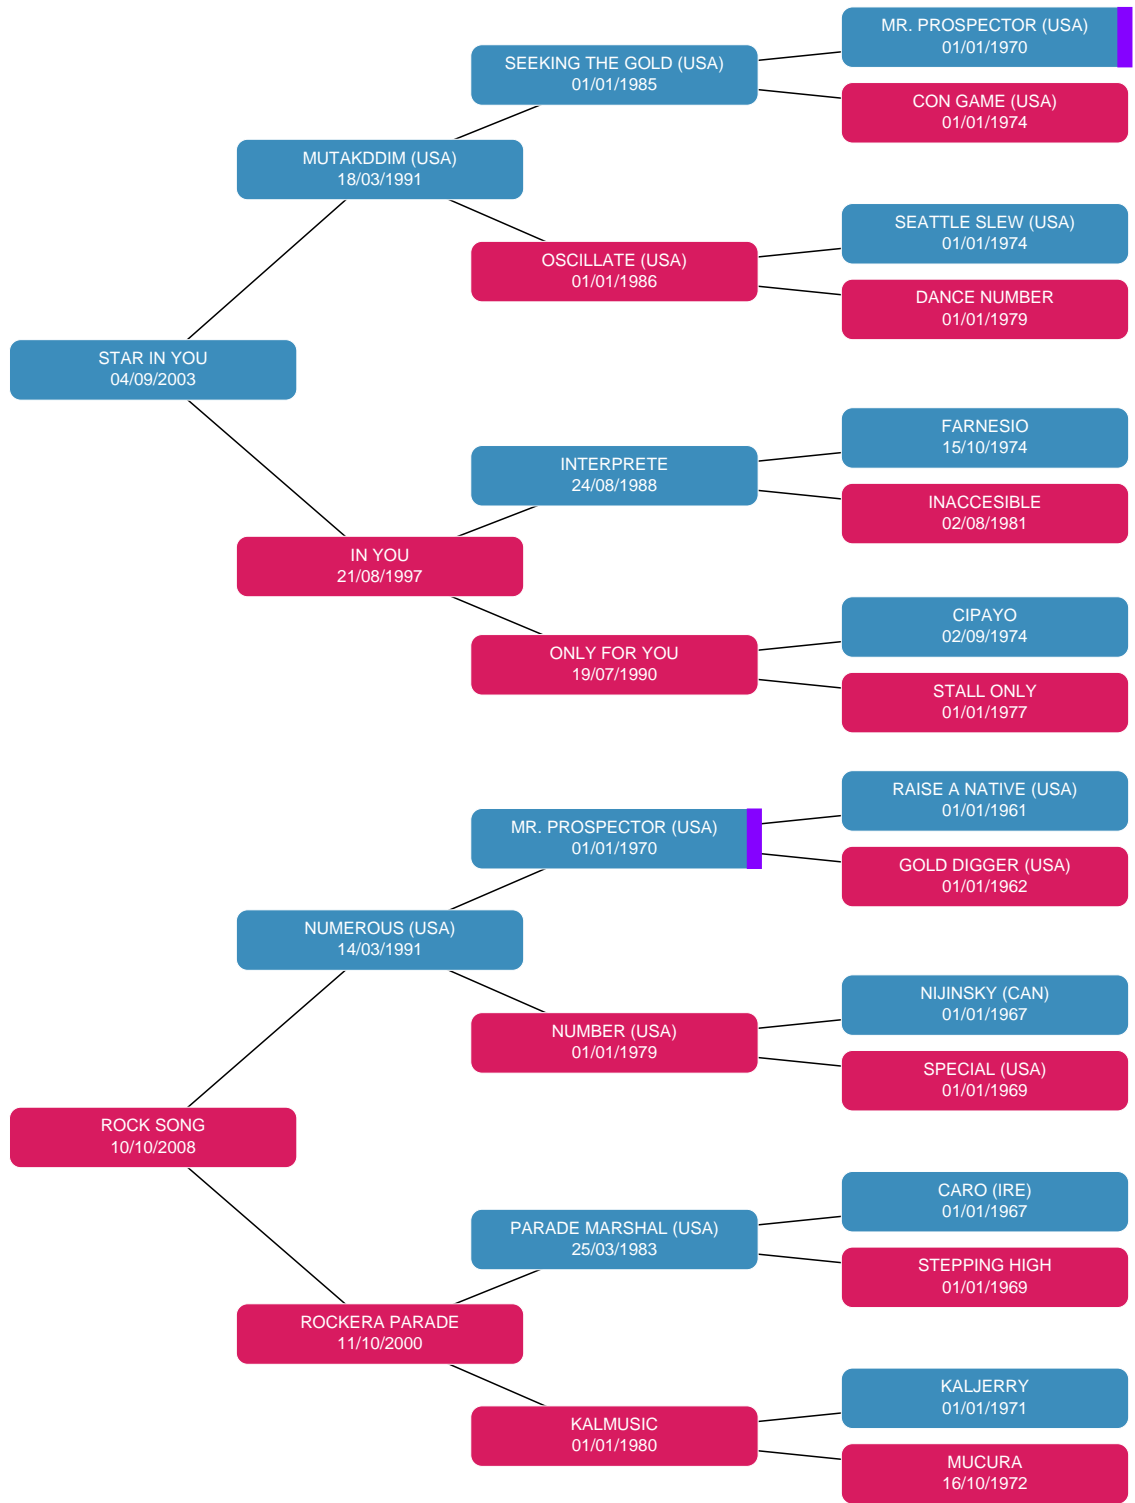 MR. PROSPECTOR (USA)
01/01/1970
SEEKING THE GOLD (USA)
01/01/1985
CON GAME (USA)
01/01/1974
MUTAKDDIM (USA)
18/03/1991
SEATTLE SLEW (USA)
01/01/1974
OSCILLATE (USA)
01/01/1986
DANCE NUMBER
01/01/1979
STAR IN YOU
04/09/2003
FARNESIO
15/10/1974
INTERPRETE
24/08/1988
INACCESIBLE
02/08/1981
IN YOU
21/08/1997
CIPAYO
02/09/1974
ONLY FOR YOU
19/07/1990
STALL ONLY
01/01/1977
RAISE A NATIVE (USA)
01/01/1961
MR. PROSPECTOR (USA)
01/01/1970
GOLD DIGGER (USA)
01/01/1962
NUMEROUS (USA)
14/03/1991
NIJINSKY (CAN)
01/01/1967
NUMBER (USA)
01/01/1979
SPECIAL (USA)
01/01/1969
ROCK SONG
10/10/2008
CARO (IRE)
01/01/1967
PARADE MARSHAL (USA)
25/03/1983
STEPPING HIGH
01/01/1969
ROCKERA PARADE
11/10/2000
KALJERRY
01/01/1971
KALMUSIC
01/01/1980
MUCURA
16/10/1972